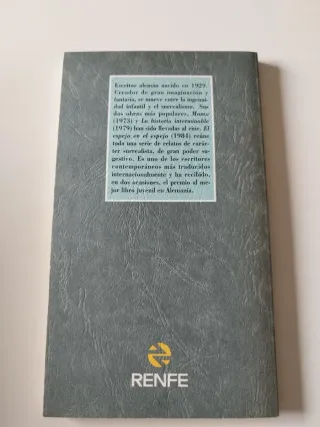 Escritor alemán nacido en 1929.
Creador de gran imaginación y
fantasía, se mueve entre la ingenui-
dad infantil y el surrealismo. Sus
dos obras más populares, Momo
(1973) y La historia interminable
(1979) han sido llevadas al cine. El
espejo en el espejo (1984) reúne
toda una serie de relatos de carác-
ter surrealista, de gran poder su-
gestivo. Es uno de los escritores
contemporáneos más traducidos
internacionalmente y ha recibido,
en dos ocasiones, el premio al me-
jor libro juvenil en Alemania.
RENFE